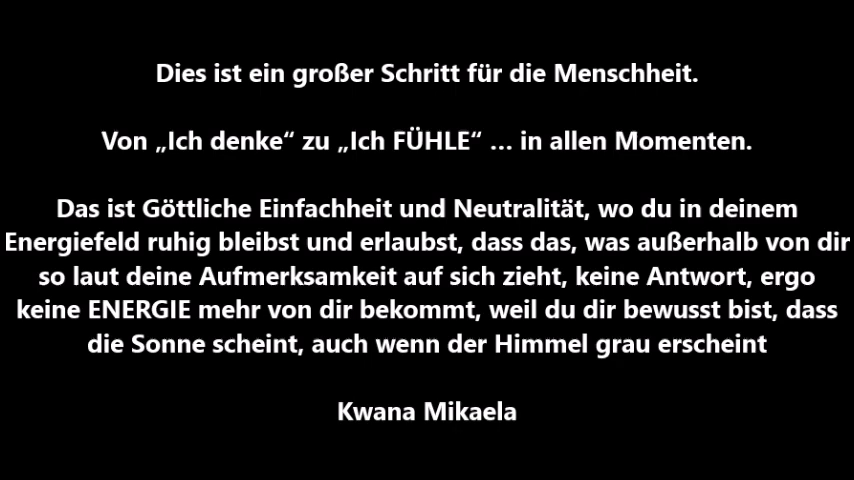 Dies ist ein großer Schritt für die Menschheit.
Von „Ich denke“ zu „Ich FÜHLE“ … in allen Momenten.
Das ist Göttliche Einfachheit und Neutralität, wo du in deinem
Energiefeld ruhig bleibst und erlaubst, dass das, was außerhalb von dir
so laut deine Aufmerksamkeit auf sich zieht, keine Antwort, ergo
keine ENERGIE mehr von dir bekommt, weil du dir bewusst bist, dass
die Sonne scheint, auch wenn der Himmel grau erscheint
Kwana Mikaela